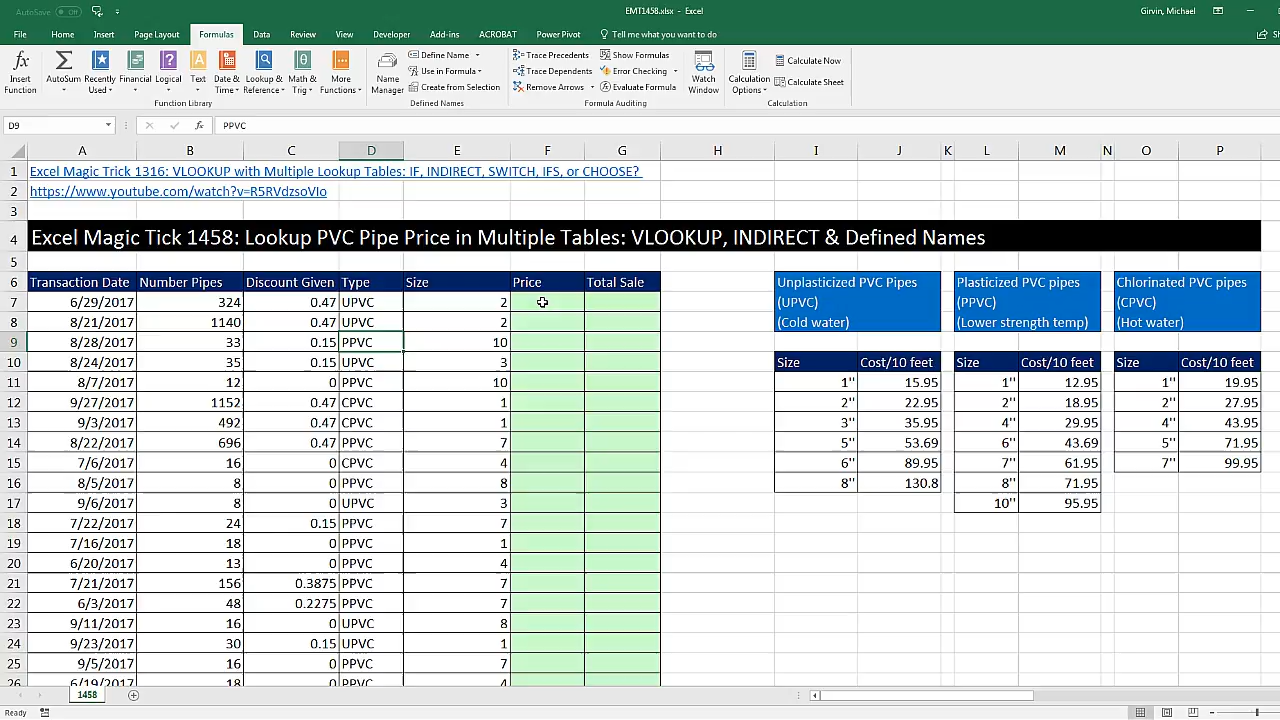 AutoSave Off
EMT1458.xlsx - Excel
Girvin, Michael
File Home Insert Page Layout Formulas Data Review View Developer Add-ins ACROBAT Power Pivot Tell me what you want to do
Insert Function
AutoSum
Recently Used
Financial
Logical
Text
Date & Time
Lookup & Reference
Math & Trig
More Functions
Function Library
Name Manager
Define Name
Use in Formula
Create from Selection
Defined Names
Trace Precedents
Trace Dependents
Remove Arrows
Show Formulas
Error Checking
Evaluate Formula
Formula Auditing
Watch Window
Calculation Options
Calculate Now
Calculate Sheet
Calculation
D9 fx PPVC
A B C D E F G H I J K L M N O P
1 Excel Magic Trick 1316: VLOOKUP with Multiple Lookup Tables: IF, INDIRECT, SWITCH, IFS, or CHOOSE?
2 https://www.youtube.com/watch?v=R5RVdzsoVIo
3
4 Excel Magic Tick 1458: Lookup PVC Pipe Price in Multiple Tables: VLOOKUP, INDIRECT & Defined Names
5
6 Transaction Date Number Pipes Discount Given Type Size Price Total Sale
7 6/29/2017 324 0.47 UPVC 2
8 8/21/2017 1140 0.47 UPVC 2
9 8/28/2017 33 0.15 PPVC 10
10 8/24/2017 35 0.15 UPVC 3
11 8/7/2017 12 0 PPVC 10
12 9/27/2017 1152 0.47 CPVC 1
13 9/3/2017 492 0.47 CPVC 1
14 8/22/2017 696 0.47 PPVC 7
15 7/6/2017 16 0 CPVC 4
16 8/5/2017 8 0 PPVC 8
17 9/6/2017 8 0 UPVC 3
18 7/22/2017 24 0.15 PPVC 7
19 7/16/2017 18 0 PPVC 1
20 6/20/2017 13 0 PPVC 4
21 7/21/2017 156 0.3875 PPVC 7
22 6/3/2017 48 0.2275 PPVC 7
23 9/11/2017 16 0 UPVC 8
24 9/23/2017 30 0.15 UPVC 1
25 9/5/2017 16 0 PPVC 7
26 6/19/2017 18 0 PPVC 4
Unplasticized PVC Pipes
(UPVC)
(Cold water)
Size Cost/10 feet
1'' 15.95
2'' 22.95
3'' 35.95
5'' 53.69
6'' 89.95
8'' 130.8
Plasticized PVC pipes
(PPVC)
(Lower strength temp)
Size Cost/10 feet
1'' 12.95
2'' 18.95
4'' 29.95
6'' 43.69
7'' 61.95
8'' 71.95
10'' 95.95
Chlorinated PVC pipes
(CPVC)
(Hot water)
Size Cost/10 feet
1'' 19.95
2'' 27.95
4'' 43.95
5'' 71.95
7'' 99.95
1458
Ready